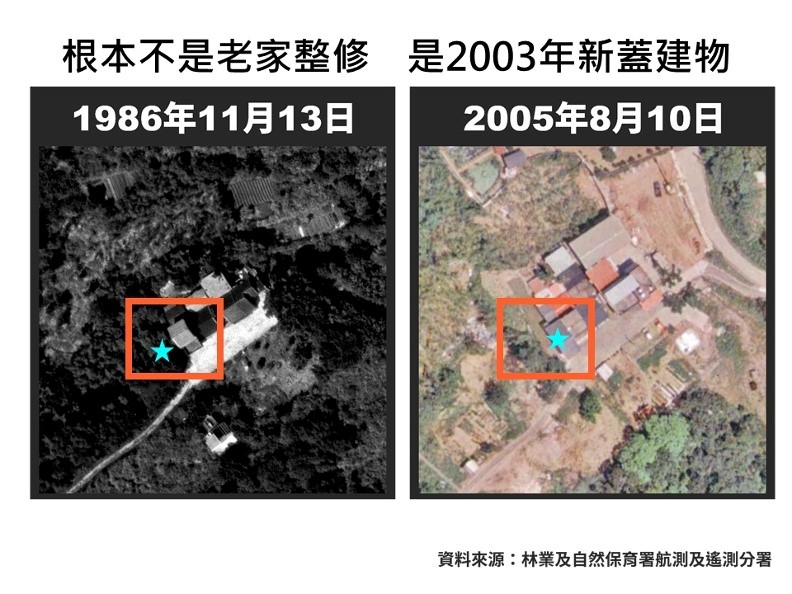 根本不是老家整修　是2003年新蓋建物
1986年11月13日
2005年8月10日
資料來源：林業及自然保育署航測及遙測分署